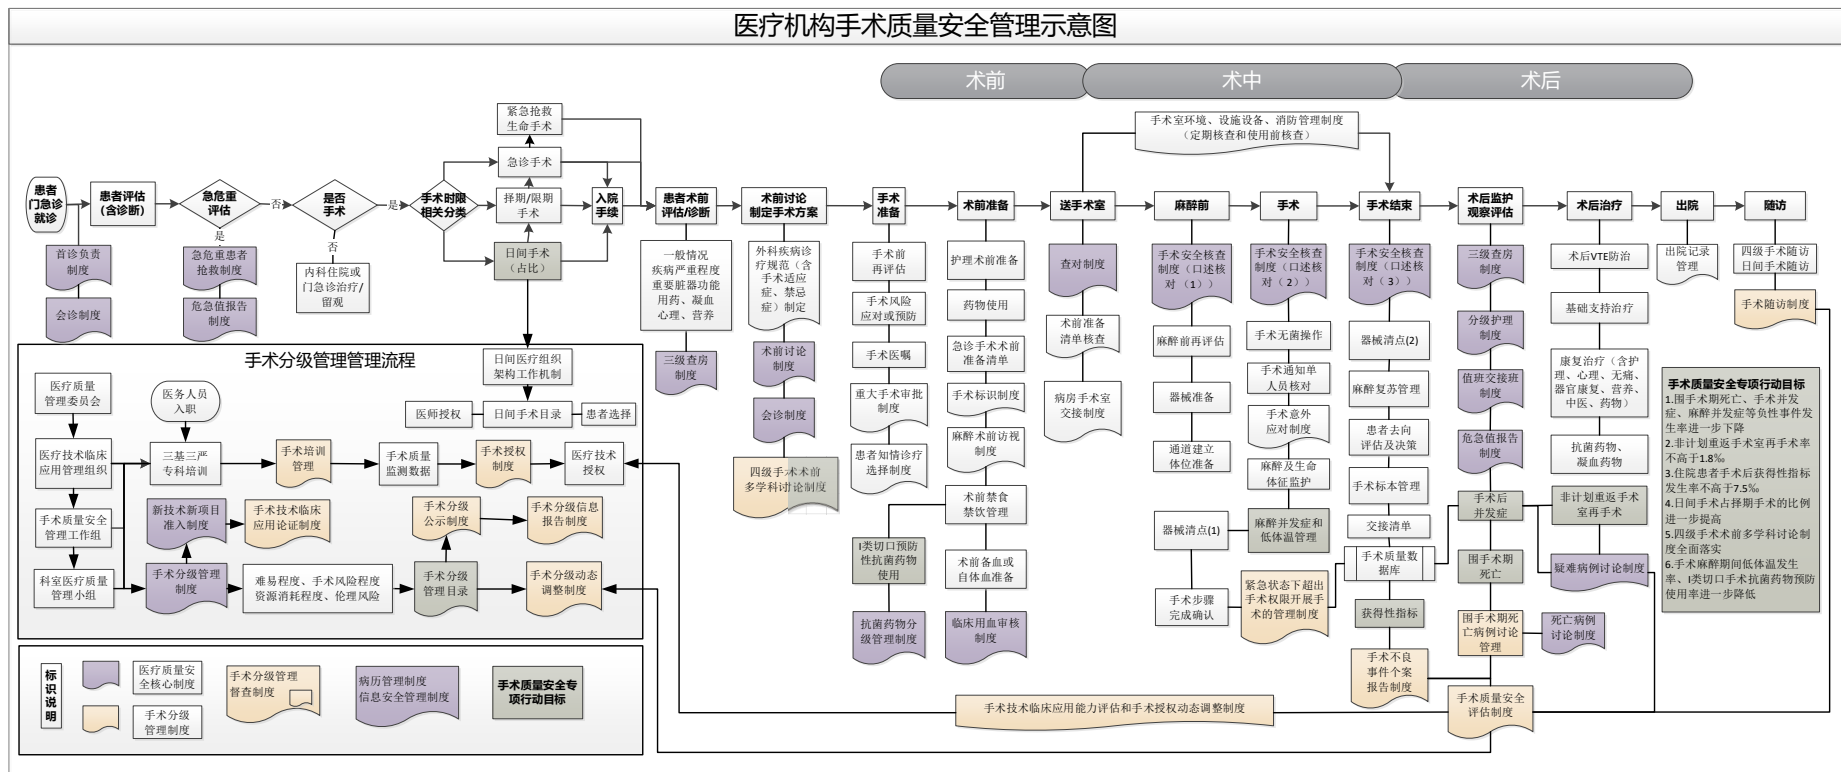 医疗机构手术质量安全管理示意图
术前
术中
术后
手术室环境、设施设备、消防管理制度
（定期核查和使用前核查）
患者
门急诊
就诊
患者评估
（含诊断）
急危重
评估
否
是否
手术
是
手术时限
相关分类
紧急抢救
生命手术
急诊手术
择期/限期
手术
日间手术
（占比）
入院
手续
患者术前
评估/诊断
术前讨论
制定手术方案
手术
准备
术前准备
送手术室
麻醉前
手术
手术结束
术后监护
观察评估
术后治疗
出院
随访
首诊负责
制度
会诊制度
是
急危重患者
抢救制度
危急值报告
制度
否
内科住院或
门急诊治疗/
留观
一般情况
疾病严重程度
重要脏器功能
用药、凝血
心理、营养
三级查房
制度
外科疾病诊
疗规范（含
手术适应
症、禁忌
症）制定
术前讨论
制度
会诊制度
四级手术术前
多学科讨论制度
手术前
再评估
手术风险
应对或预防
手术医嘱
重大手术审批
制度
患者知情诊疗
选择制度
护理术前准备
药物使用
急诊手术术前
准备清单
手术标识制度
麻醉术前访视
制度
术前禁食
禁饮管理
I类切口预防
性抗菌药物
使用
抗菌药物分
级管理制度
术前备血或
自体血准备
临床用血审核
制度
查对制度
术前准备
清单核查
病房手术室
交接制度
手术安全核查
制度（口述核
对（1））
麻醉前再评估
器械准备
通道建立
体位准备
器械清点(1)
手术步骤
完成确认
手术安全核查
制度（口述核
对（2））
手术无菌操作
手术通知单
人员核对
手术意外
应对制度
麻醉及生命
体征监护
麻醉并发症和
低体温管理
紧急状态下超出
手术权限开展手
术的管理制度
手术安全核查
制度（口述核
对（3））
器械清点(2)
麻醉复苏管理
患者去向
评估及决策
手术标本管理
交接清单
手术质量数
据库
获得性指标
手术不良
事件个案
报告制度
三级查房
制度
分级护理
制度
值班交接班
制度
危急值报告
制度
手术后
并发症
围手术期
死亡
围手术期死
亡病例讨论
管理
死亡病例
讨论制度
手术质量安全
评估制度
术后VTE防治
基础支持治疗
康复治疗（含护
理、心理、无痛、
器官康复、营养、
中医、药物）
抗菌药物、
凝血药物
非计划重返手术
室再手术
疑难病例讨论制度
出院记录
管理
四级手术随访
日间手术随访
手术随访制度
手术质量安全专项行动目标
1.围手术期死亡、手术并发
症、麻醉并发症等负性事件发
生率进一步下降
2.非计划重返手术室再手术率
不高于1.8‰
3.住院患者手术后获得性指标
发生率不高于7.5‰
4.日间手术占择期手术的比例
进一步提高
5.四级手术术前多学科讨论制
度全面落实
6.手术麻醉期间低体温发生
率、I类切口手术抗菌药物预防
使用率进一步降低
手术技术临床应用能力评估和手术授权动态调整制度
手术分级管理管理流程
医疗质量
管理委员会
医疗技术临床
应用管理组织
手术质量安全
管理工作组
科室医疗质量
管理小组
医务人员
入职
三基三严
专科培训
手术培训
管理
手术质量
监测数据
手术授权
制度
医疗技术
授权
日间医疗组织
架构工作机制
医师授权
日间手术目录
患者选择
新技术新项目
准入制度
手术技术临床
应用论证制度
手术分级
公示制度
手术分级信息
报告制度
手术分级管理
制度
难易程度、手术风险程度
资源消耗程度、伦理风险
手术分级
管理目录
手术分级动态
调整制度
标
识
说
明
医疗质量安
全核心制度
手术分级
管理制度
手术分级管理
督查制度
病历管理制度
信息安全管理制度
手术质量安全专
项行动目标